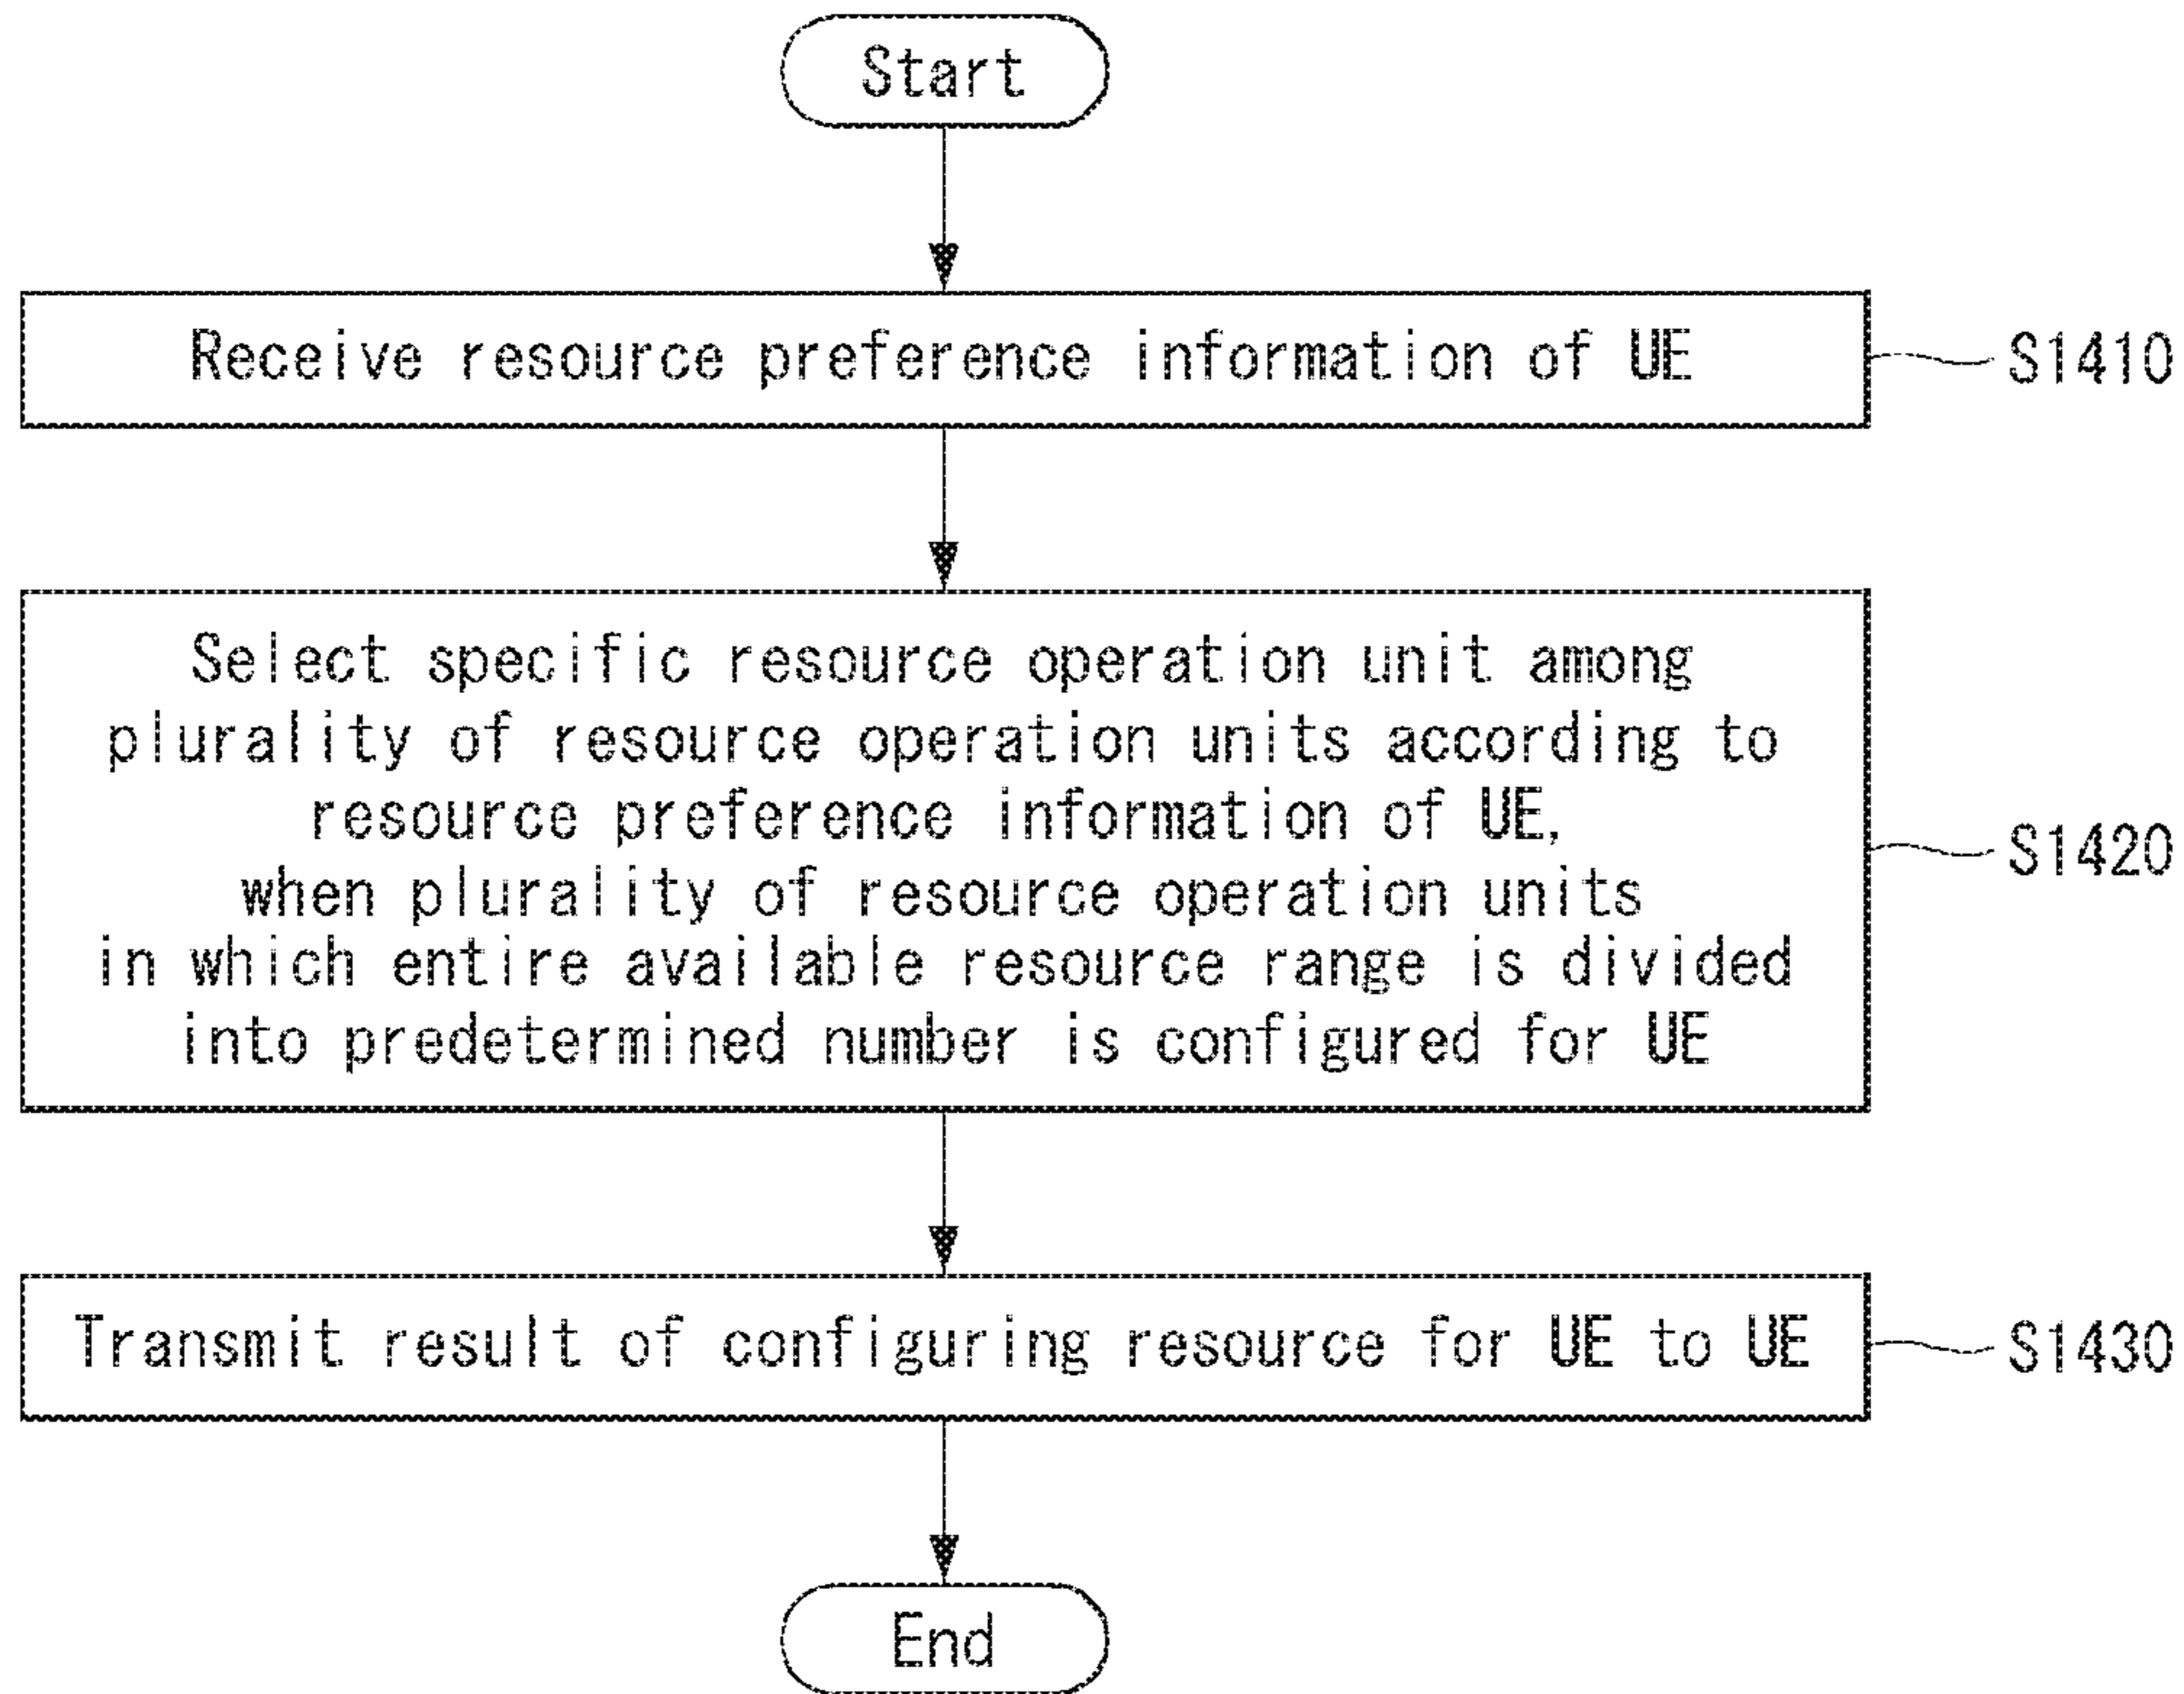 Start
Receive resource preference information of UE
S1410
Select specific resource operation unit among
plurality of resource operation units according to
resource preference information of UE,
when plurality of resource operation units
in which entire available resource range is divided
into predetermined number is configured for UE
S1420
Transmit result of configuring resource for UE to UE
S1430
End